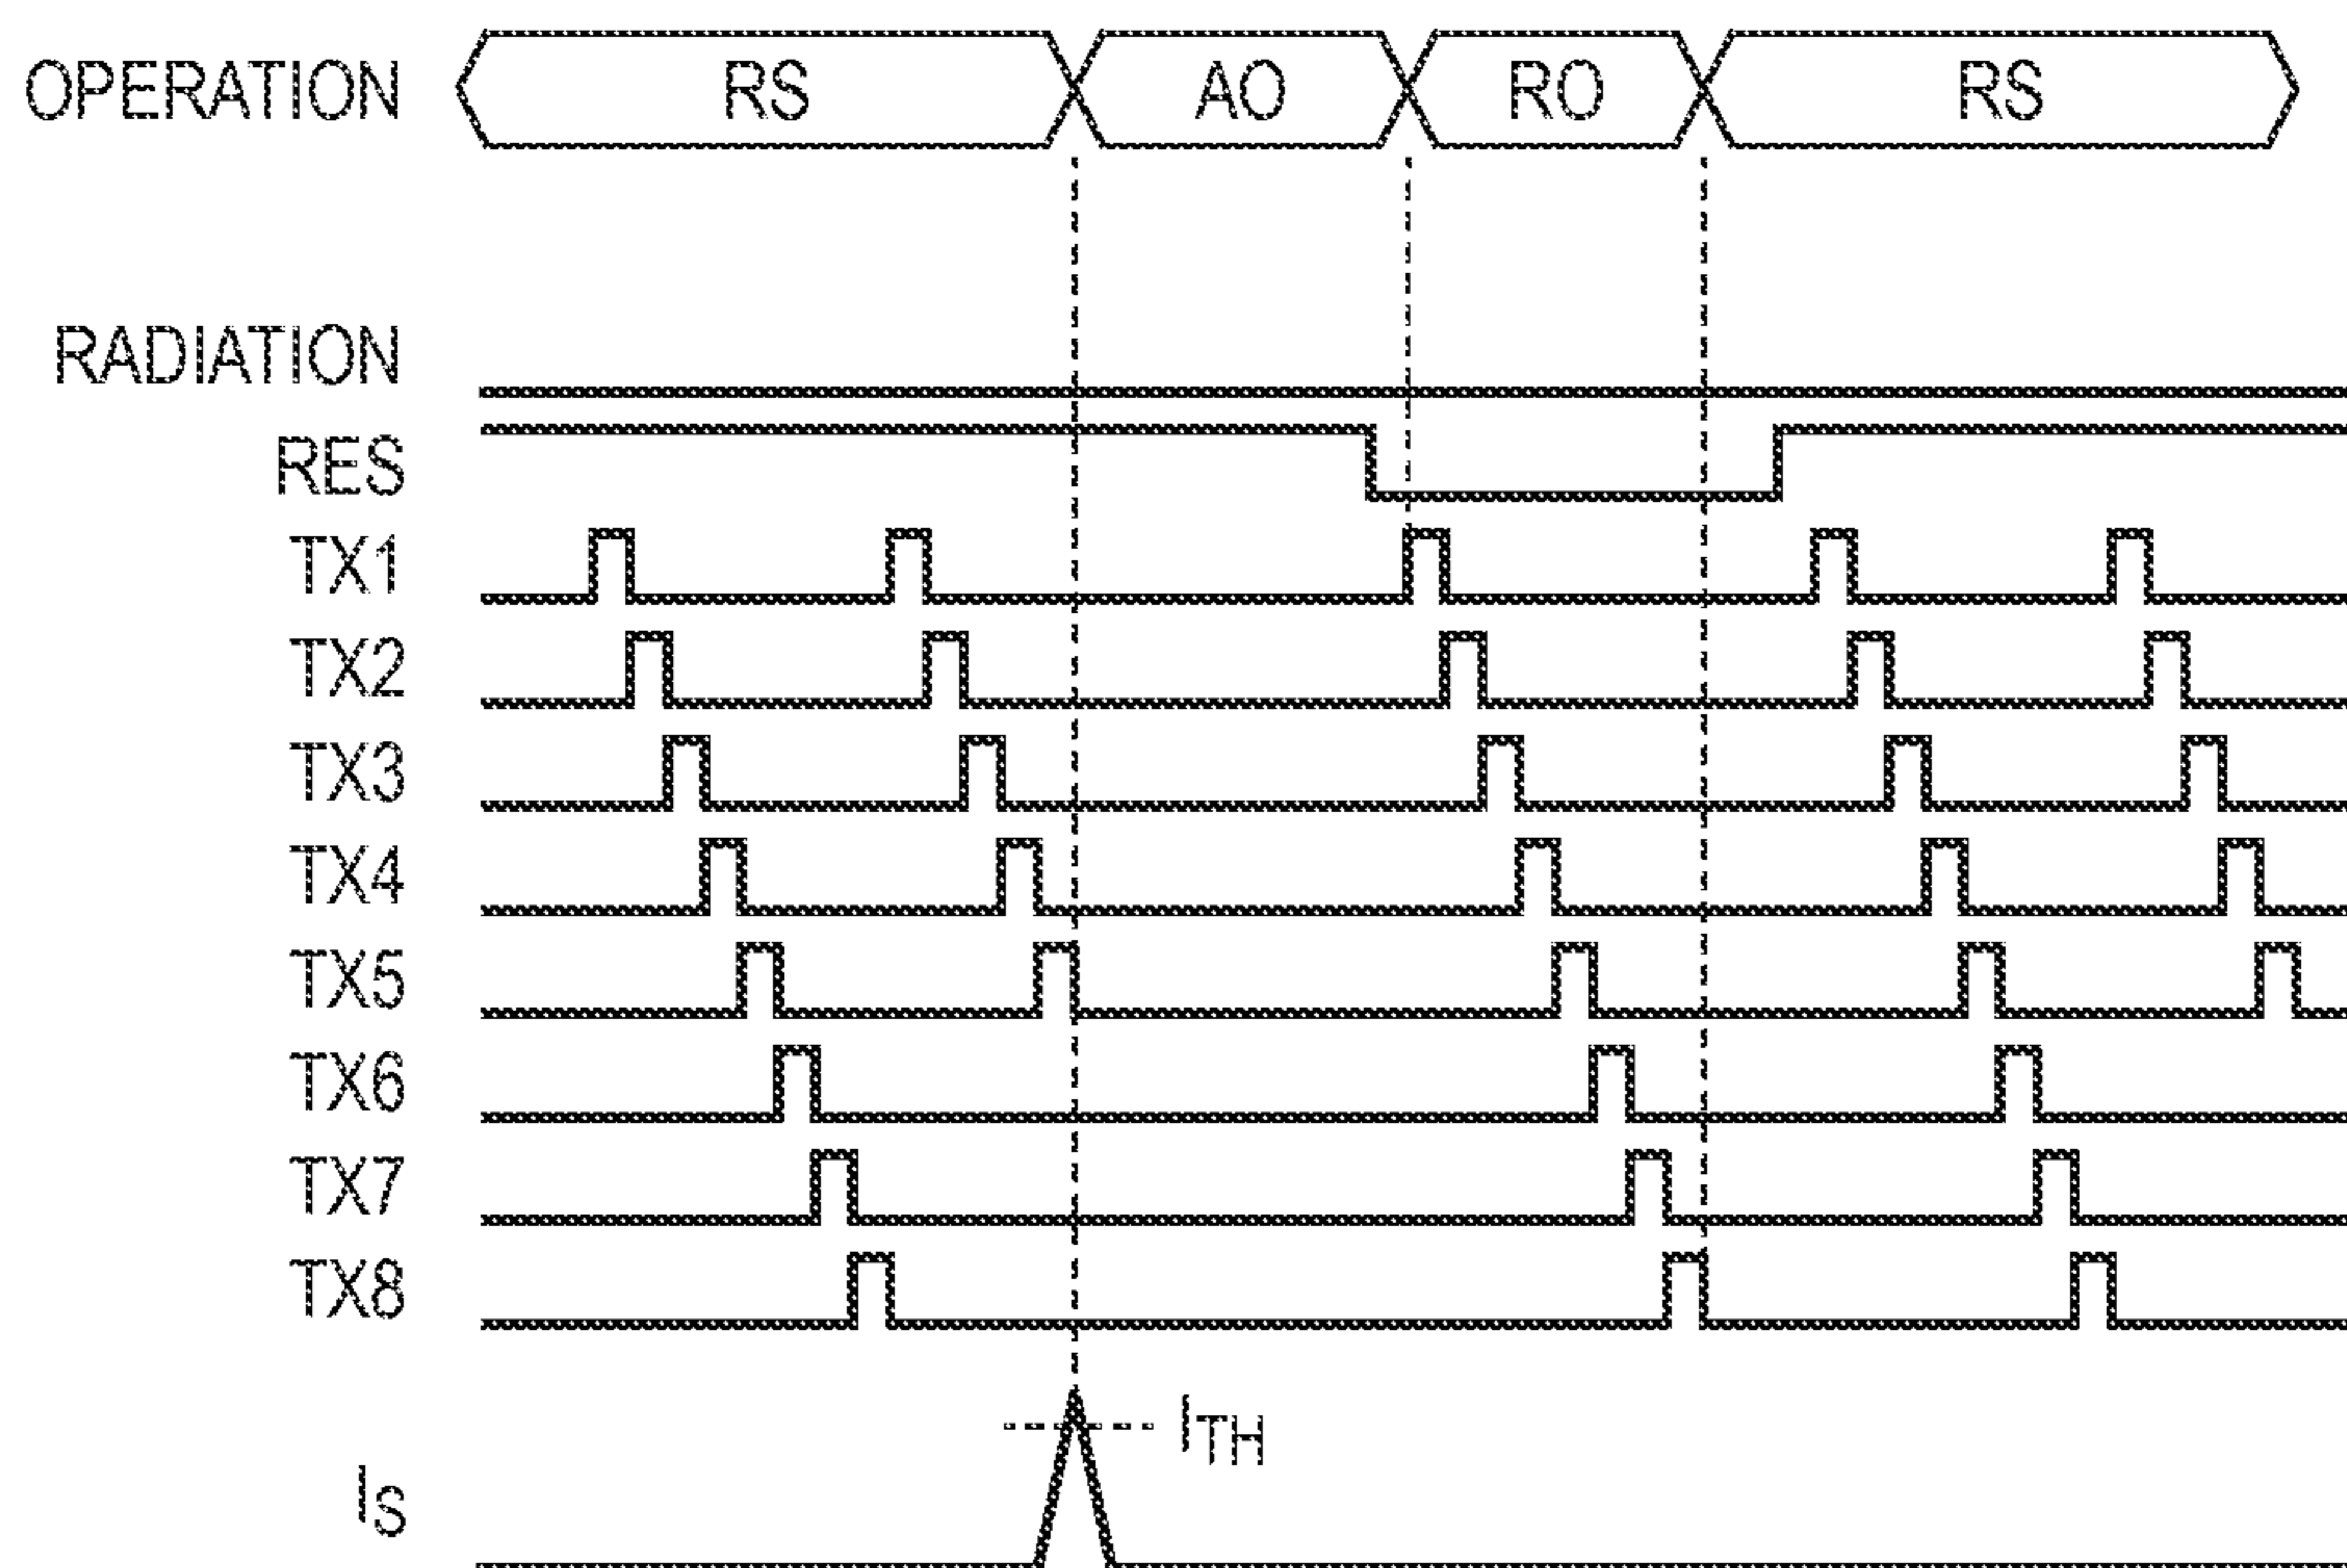 OPERATION RS AO RO RS
RADIATION
RES
TX1
TX2
TX3
TX4
TX5
TX6
TX7
TX8
ITH
IS